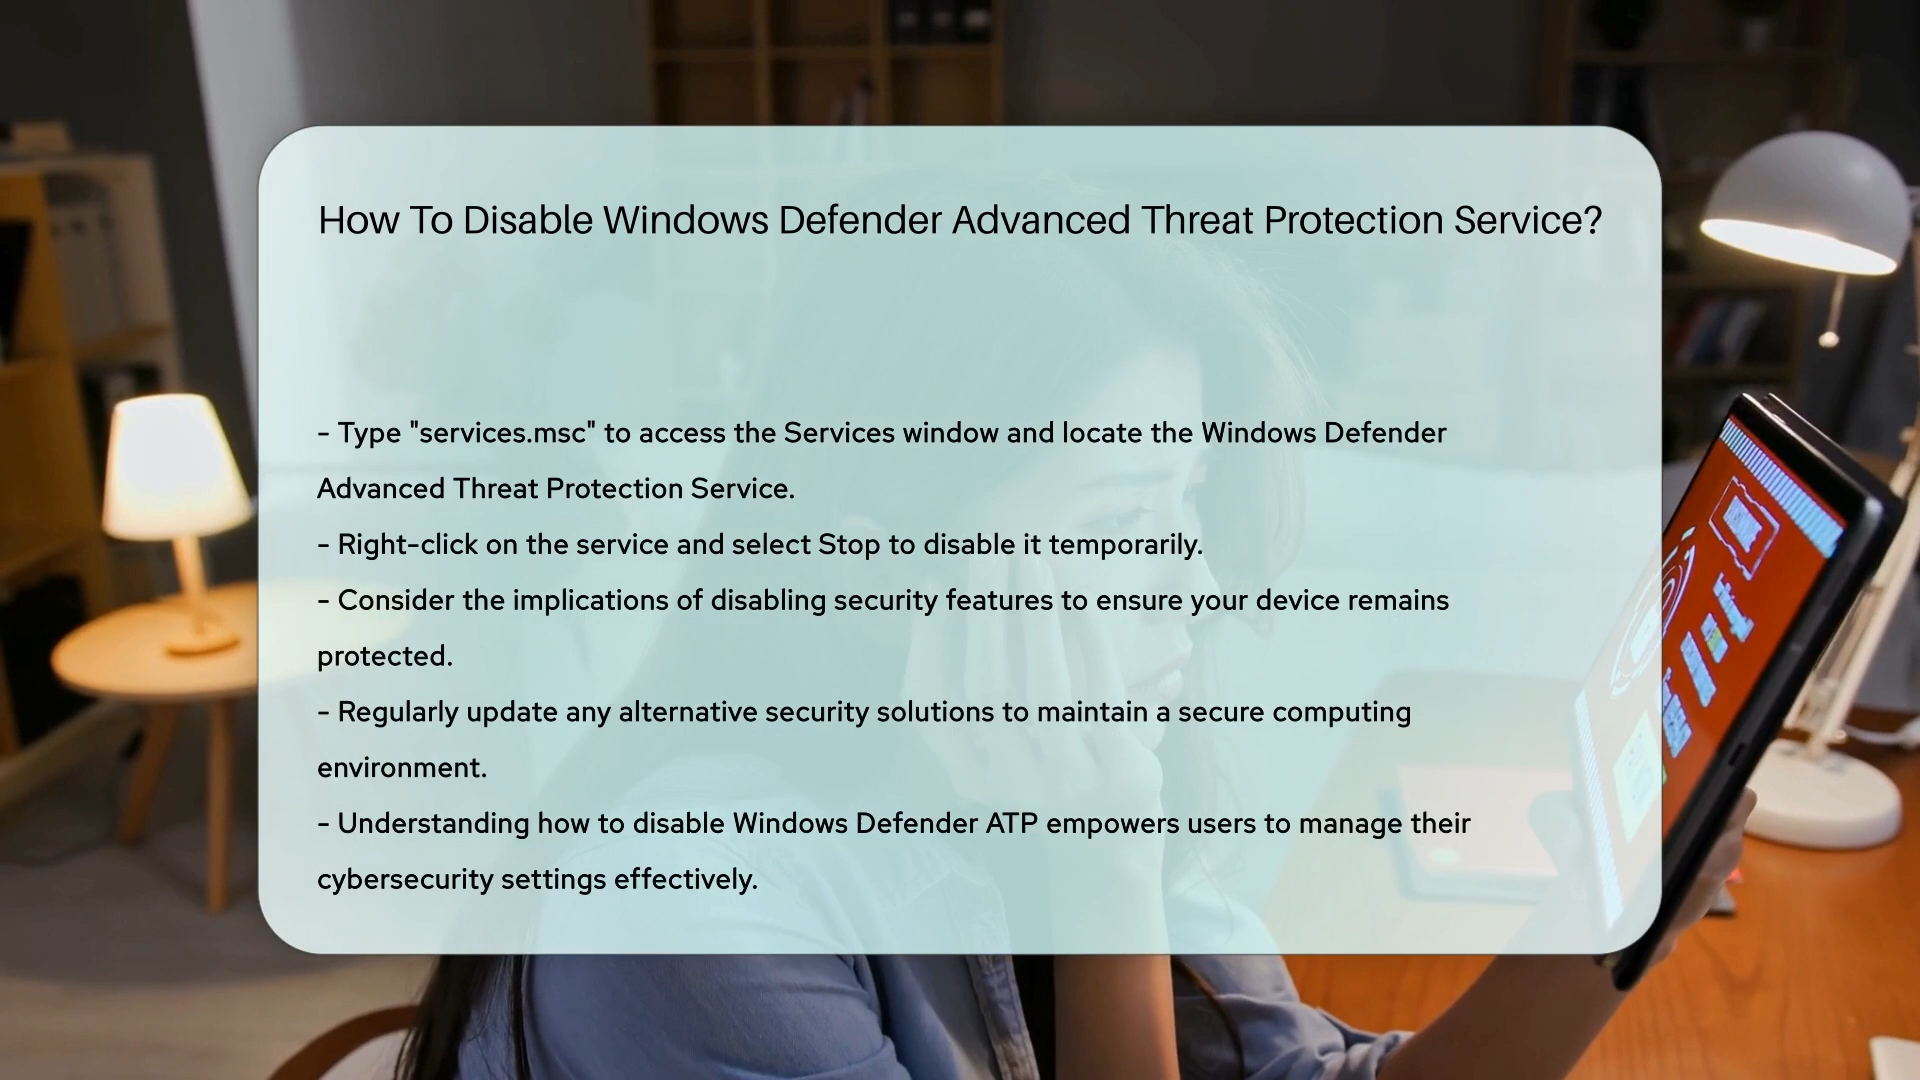 How To Disable Windows Defender Advanced Threat Protection Service?
- Type "services.msc" to access the Services window and locate the Windows Defender
Advanced Threat Protection Service.
- Right-click on the service and select Stop to disable it temporarily.
- Consider the implications of disabling security features to ensure your device remains
protected.
- Regularly update any alternative security solutions to maintain a secure computing
environment.
- Understanding how to disable Windows Defender ATP empowers users to manage their
cybersecurity settings effectively.